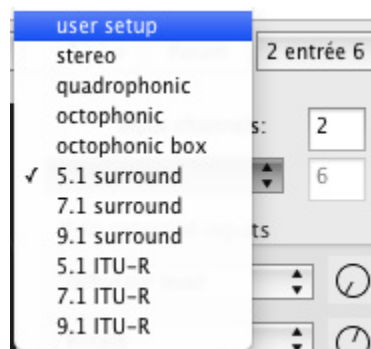 user setup
stereo
2 entrée 6
quadrophonic
octophonic
s:
2
octophonic box
✓ 5.1 surround
6
7.1 surround
9.1 surround
ts
5.1 ITU-R
7.1 ITU-R
9.1 ITU-R